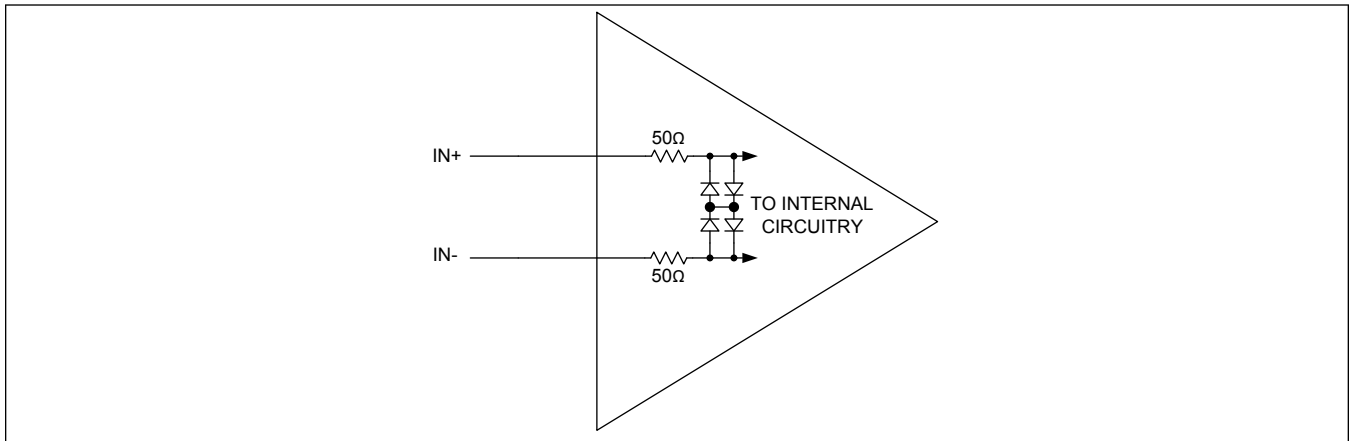 50Ω
IN+
TO INTERNAL
CIRCUITRY
IN-
50Ω